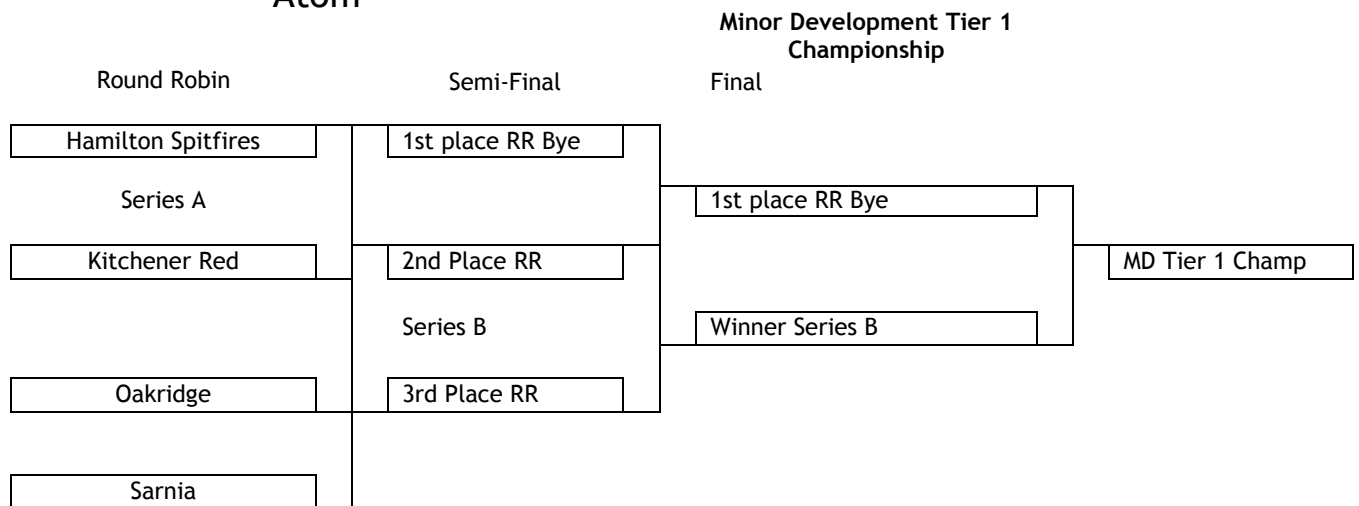 Atom
Minor Development Tier 1
Championship
Round Robin Semi-Final Final
Hamilton Spitfires 1st place RR Bye
Series A 1st place RR Bye
Kitchener Red 2nd Place RR MD Tier 1 Champ
Series B Winner Series B
Oakridge 3rd Place RR
Sarnia